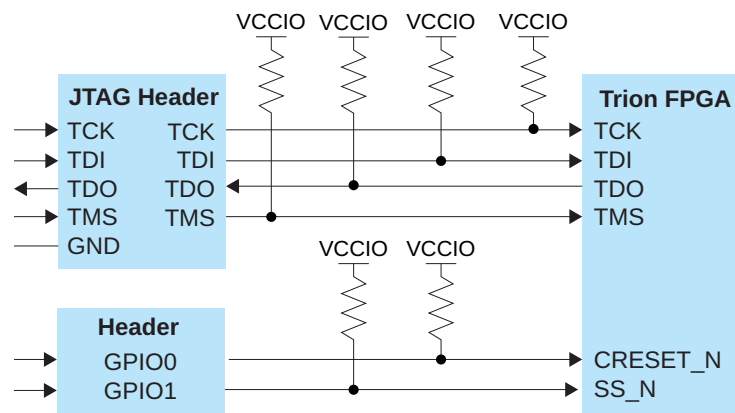 VCCIO VCCIO VCCIO VCCIO
JTAG Header
Trion FPGA
TCK TCK TCK
TDI TDI TDI
TDO TDO TDO
TMS TMS TMS
GND
VCCIO VCCIO
Header
GPIO0 CRESET_N
GPIO1 SS_N